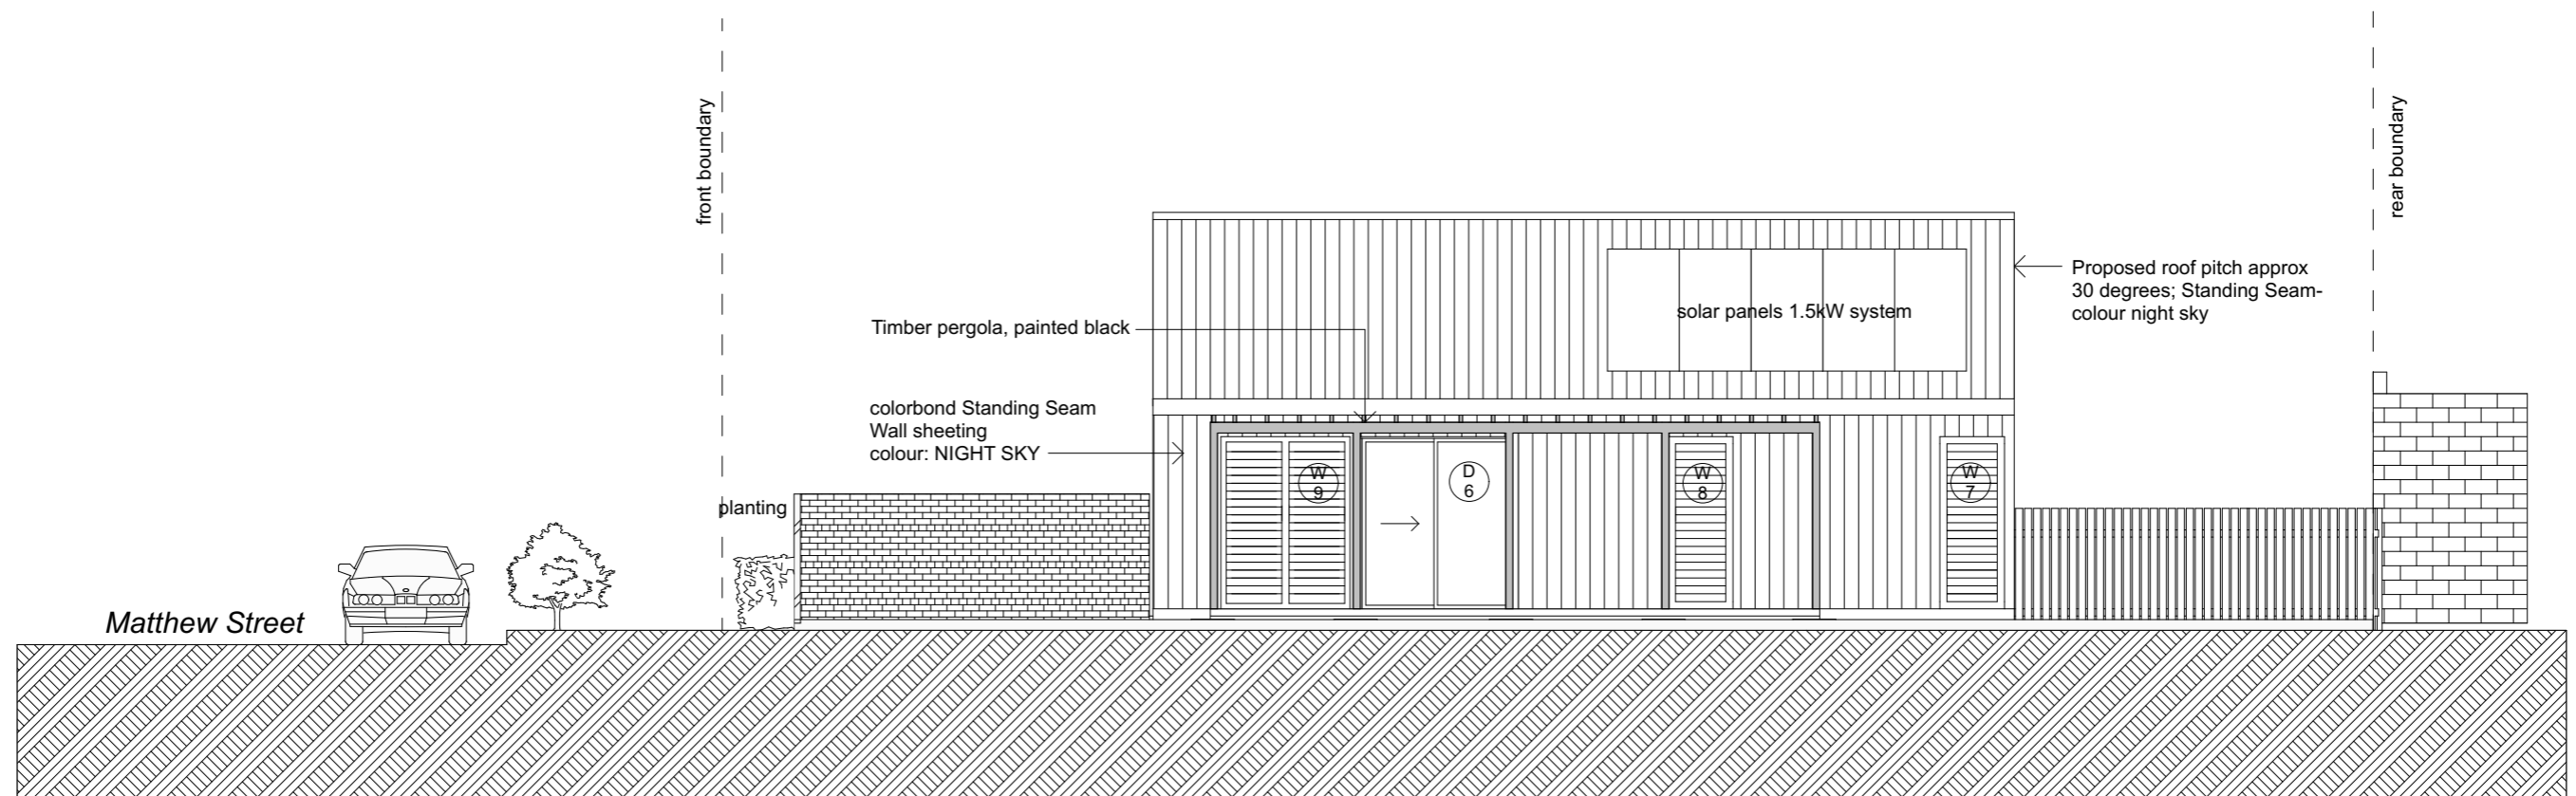 front boundary
rear boundary
Proposed roof pitch approx
30 degrees; Standing Seam-
colour night sky
solar panels 1.5kW system
Timber pergola, painted black
colorbond Standing Seam
Wall sheeting
colour: NIGHT SKY
W
9
D
6
W
8
W
7
planting
Matthew Street